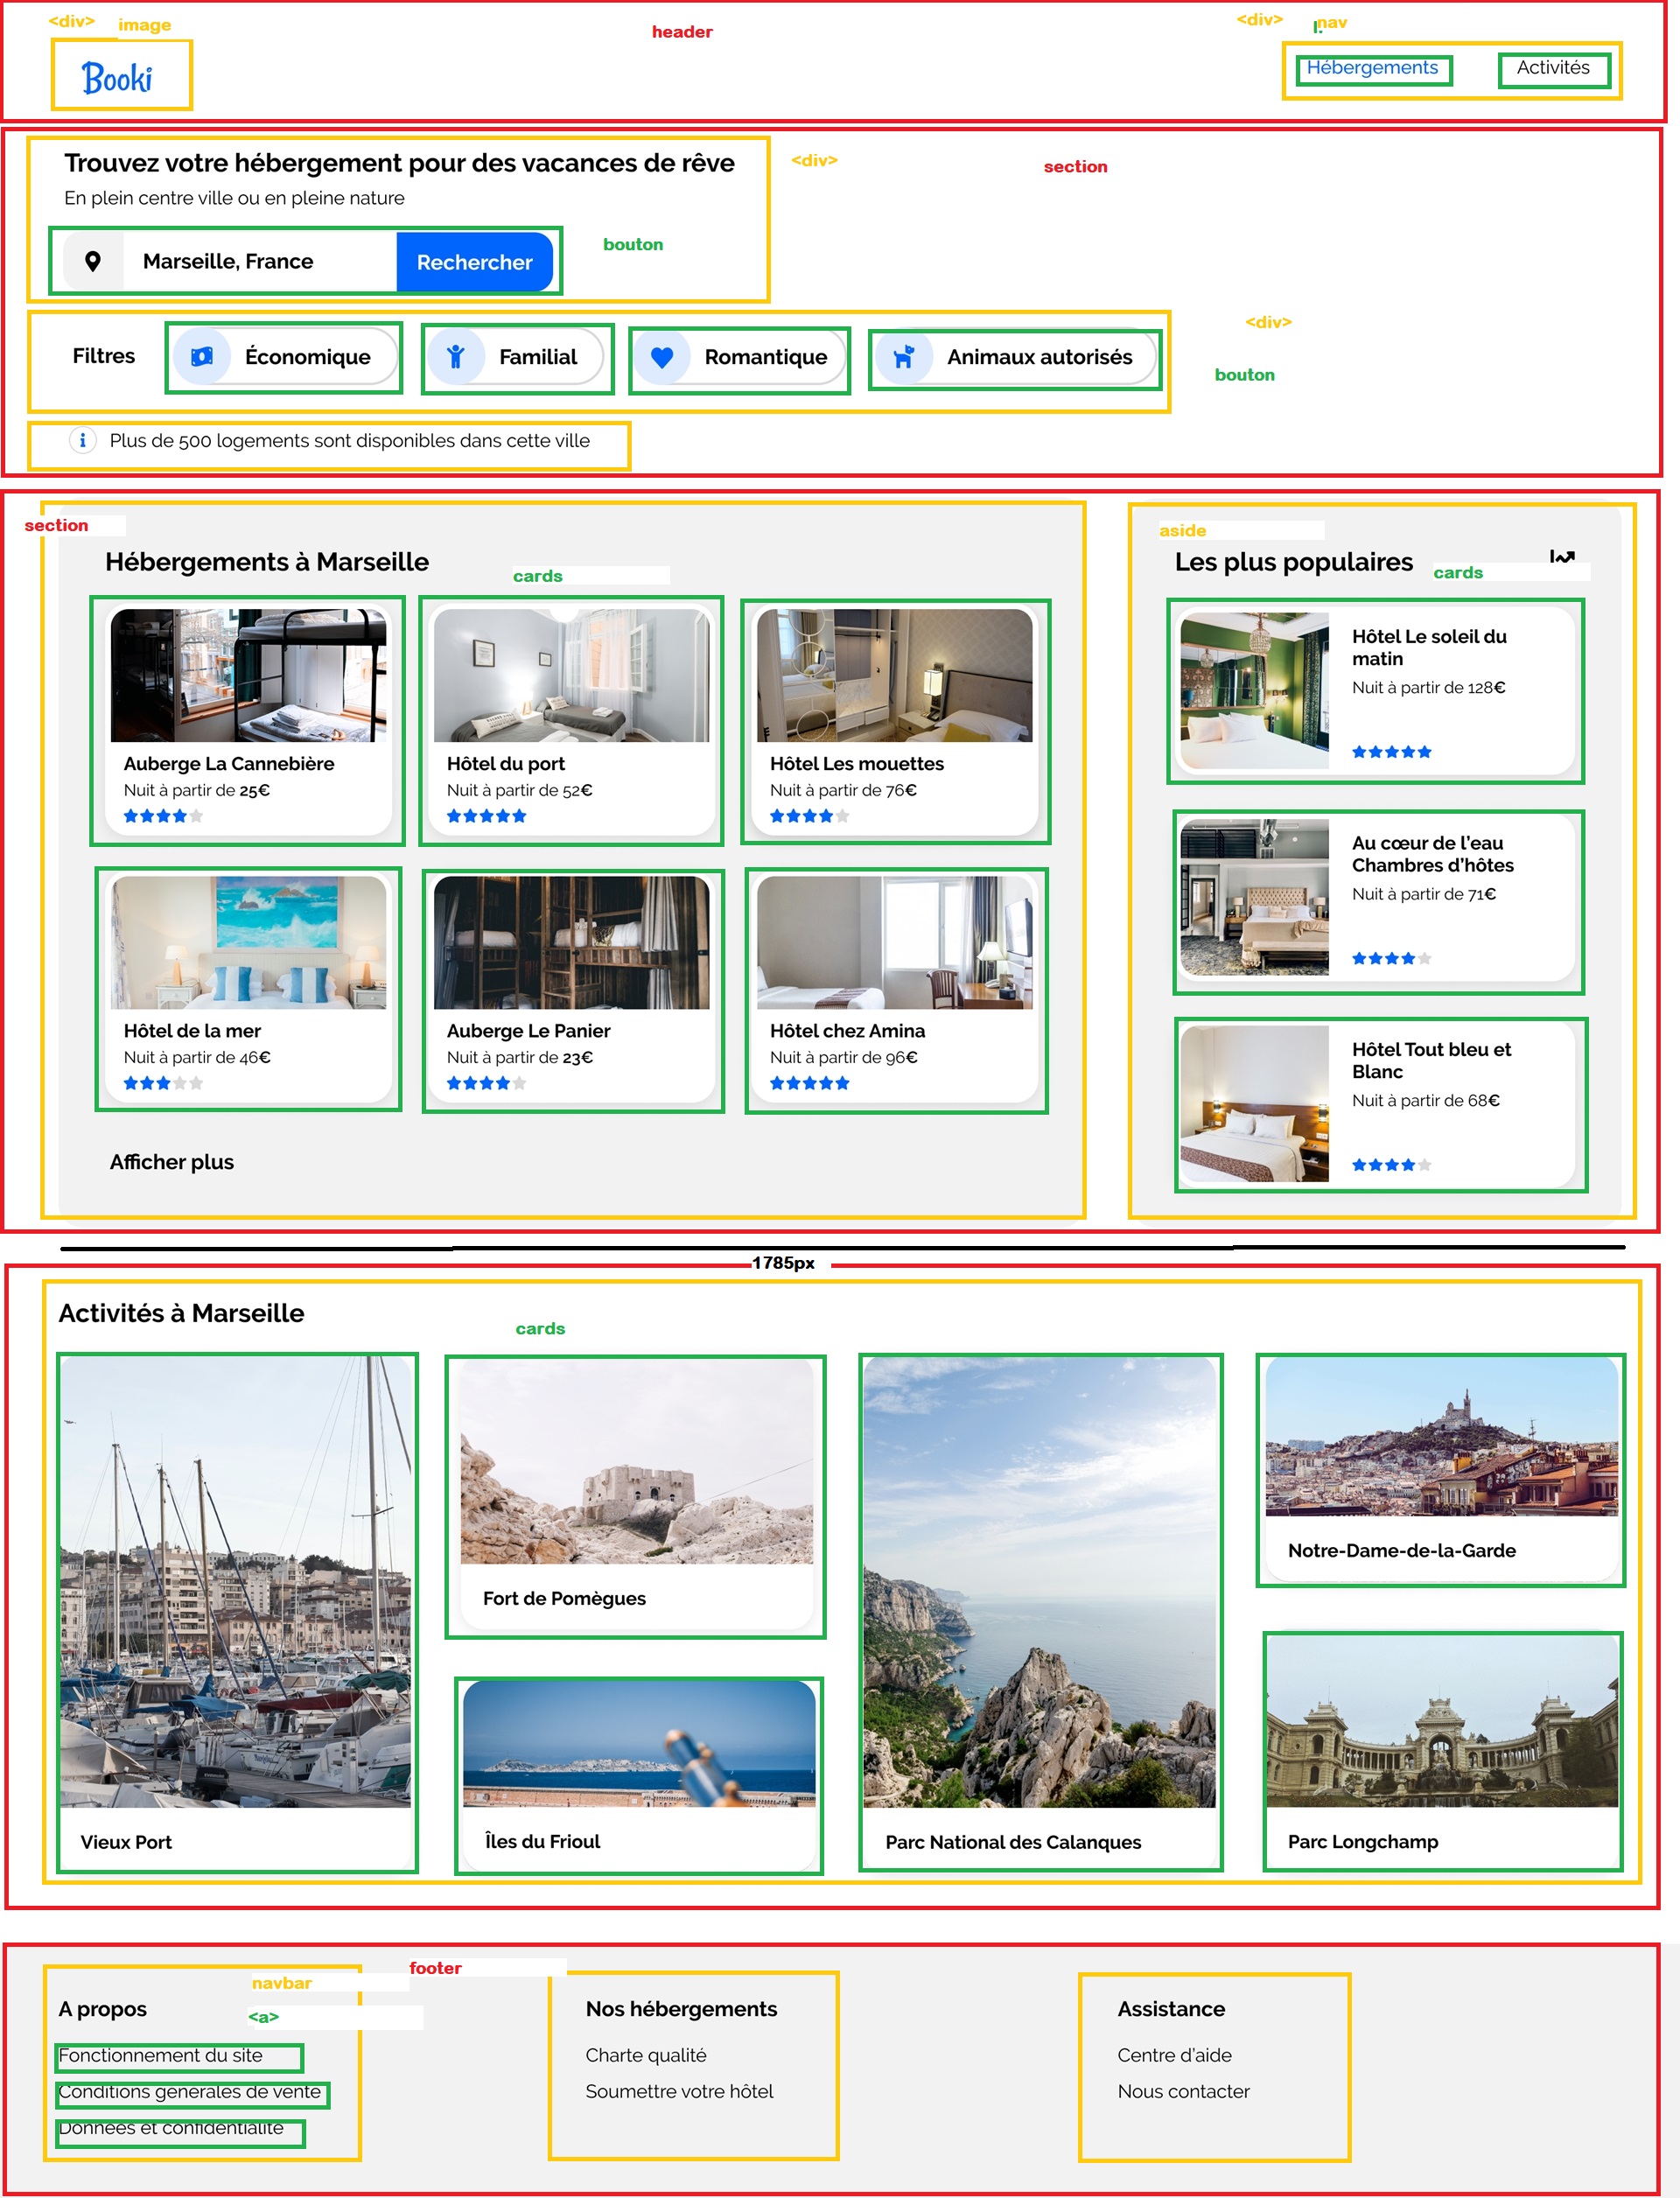 <div> image
header
<div>
nav
Booki
Hébergements
Activités
Trouvez votre hébergement pour des vacances de rêve
<div>
section
En plein centre ville ou en pleine nature
bouton
Marseille, France
Rechercher
<div>
Filtres
Économique
Familial
Romantique
Animaux autorisés
bouton
Plus de 500 logements sont disponibles dans cette ville
section
Hébergements à Marseille
cards
Auberge La Cannebière
Nuit à partir de 25€
Hôtel du port
Nuit à partir de 52€
Hôtel Les mouettes
Nuit à partir de 76€
Hôtel de la mer
Nuit à partir de 46€
Auberge Le Panier
Nuit à partir de 23€
Hôtel chez Amina
Nuit à partir de 96€
Afficher plus
aside
Les plus populaires
cards
Hôtel Le soleil du
matin
Nuit à partir de 128€
Au cœur de l'eau
Chambres d'hôtes
Nuit à partir de 71€
Hôtel Tout bleu et
Blanc
Nuit à partir de 68€
1785px
Activités à Marseille
cards
Vieux Port
Fort de Pomègues
Îles du Frioul
Parc National des Calanques
Notre-Dame-de-la-Garde
Parc Longchamp
footer
navbar
A propos
<a>
Fonctionnement du site
Conditions générales de vente
Données et confidentialité
Nos hébergements
Charte qualité
Soumettre votre hôtel
Assistance
Centre d'aide
Nous contacter